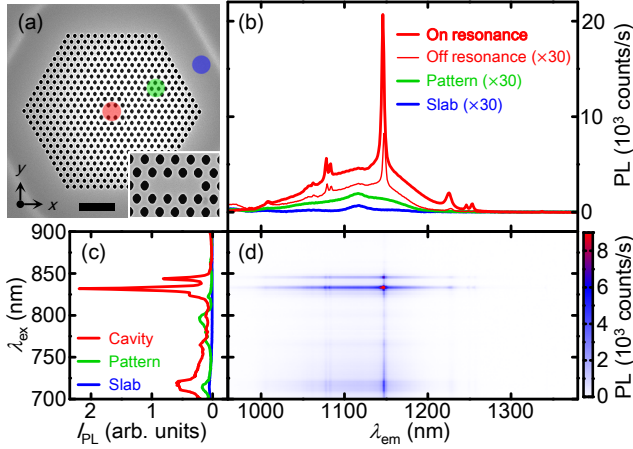 (a)
y
x
(b)
On resonance
Off resonance (×30)
Pattern (×30)
Slab (×30)
20
10
0
PL (10³ counts/s)
(c)
900
850
800
750
700
λex (nm)
Cavity
Pattern
Slab
2 1 0
IPL (arb. units)
(d)
1000 1100 1200 1300
λem (nm)
8
6
4
2
0
PL (10³ counts/s)